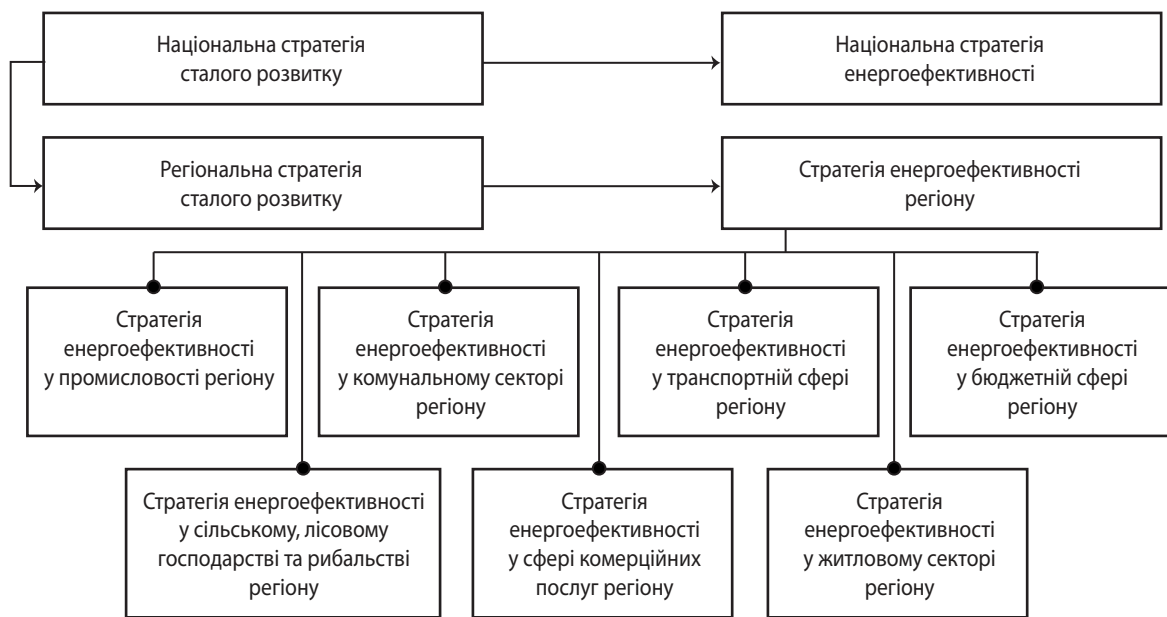 Національна стратегія
сталого розвитку
Національна стратегія
енергоефективності
Регіональна стратегія
сталого розвитку
Стратегія енергоефективності
регіону
Стратегія
енергоефективності
у промисловості регіону
Стратегія
енергоефективності
у комунальному секторі
регіону
Стратегія
енергоефективності
у транспортній сфері
регіону
Стратегія
енергоефективності
у бюджетній сфері
регіону
Стратегія енергоефективності
у сільському, лісовому
господарстві та рибальстві
регіону
Стратегія
енергоефективності
у сфері комерційних
послуг регіону
Стратегія
енергоефективності
у житловому секторі
регіону